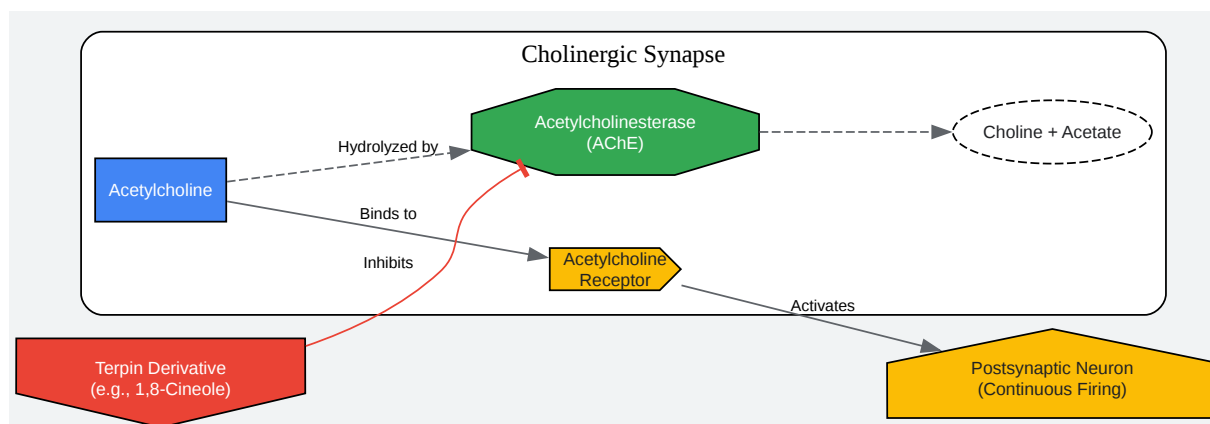 Cholinergic Synapse
Acetylcholinesterase
(AChE)
Choline + Acetate
Hydrolyzed by
Acetylcholine
Binds to
Inhibits
Acetylcholine
Receptor
Activates
Terpin Derivative
(e.g., 1,8-Cineole)
Postsynaptic Neuron
(Continuous Firing)